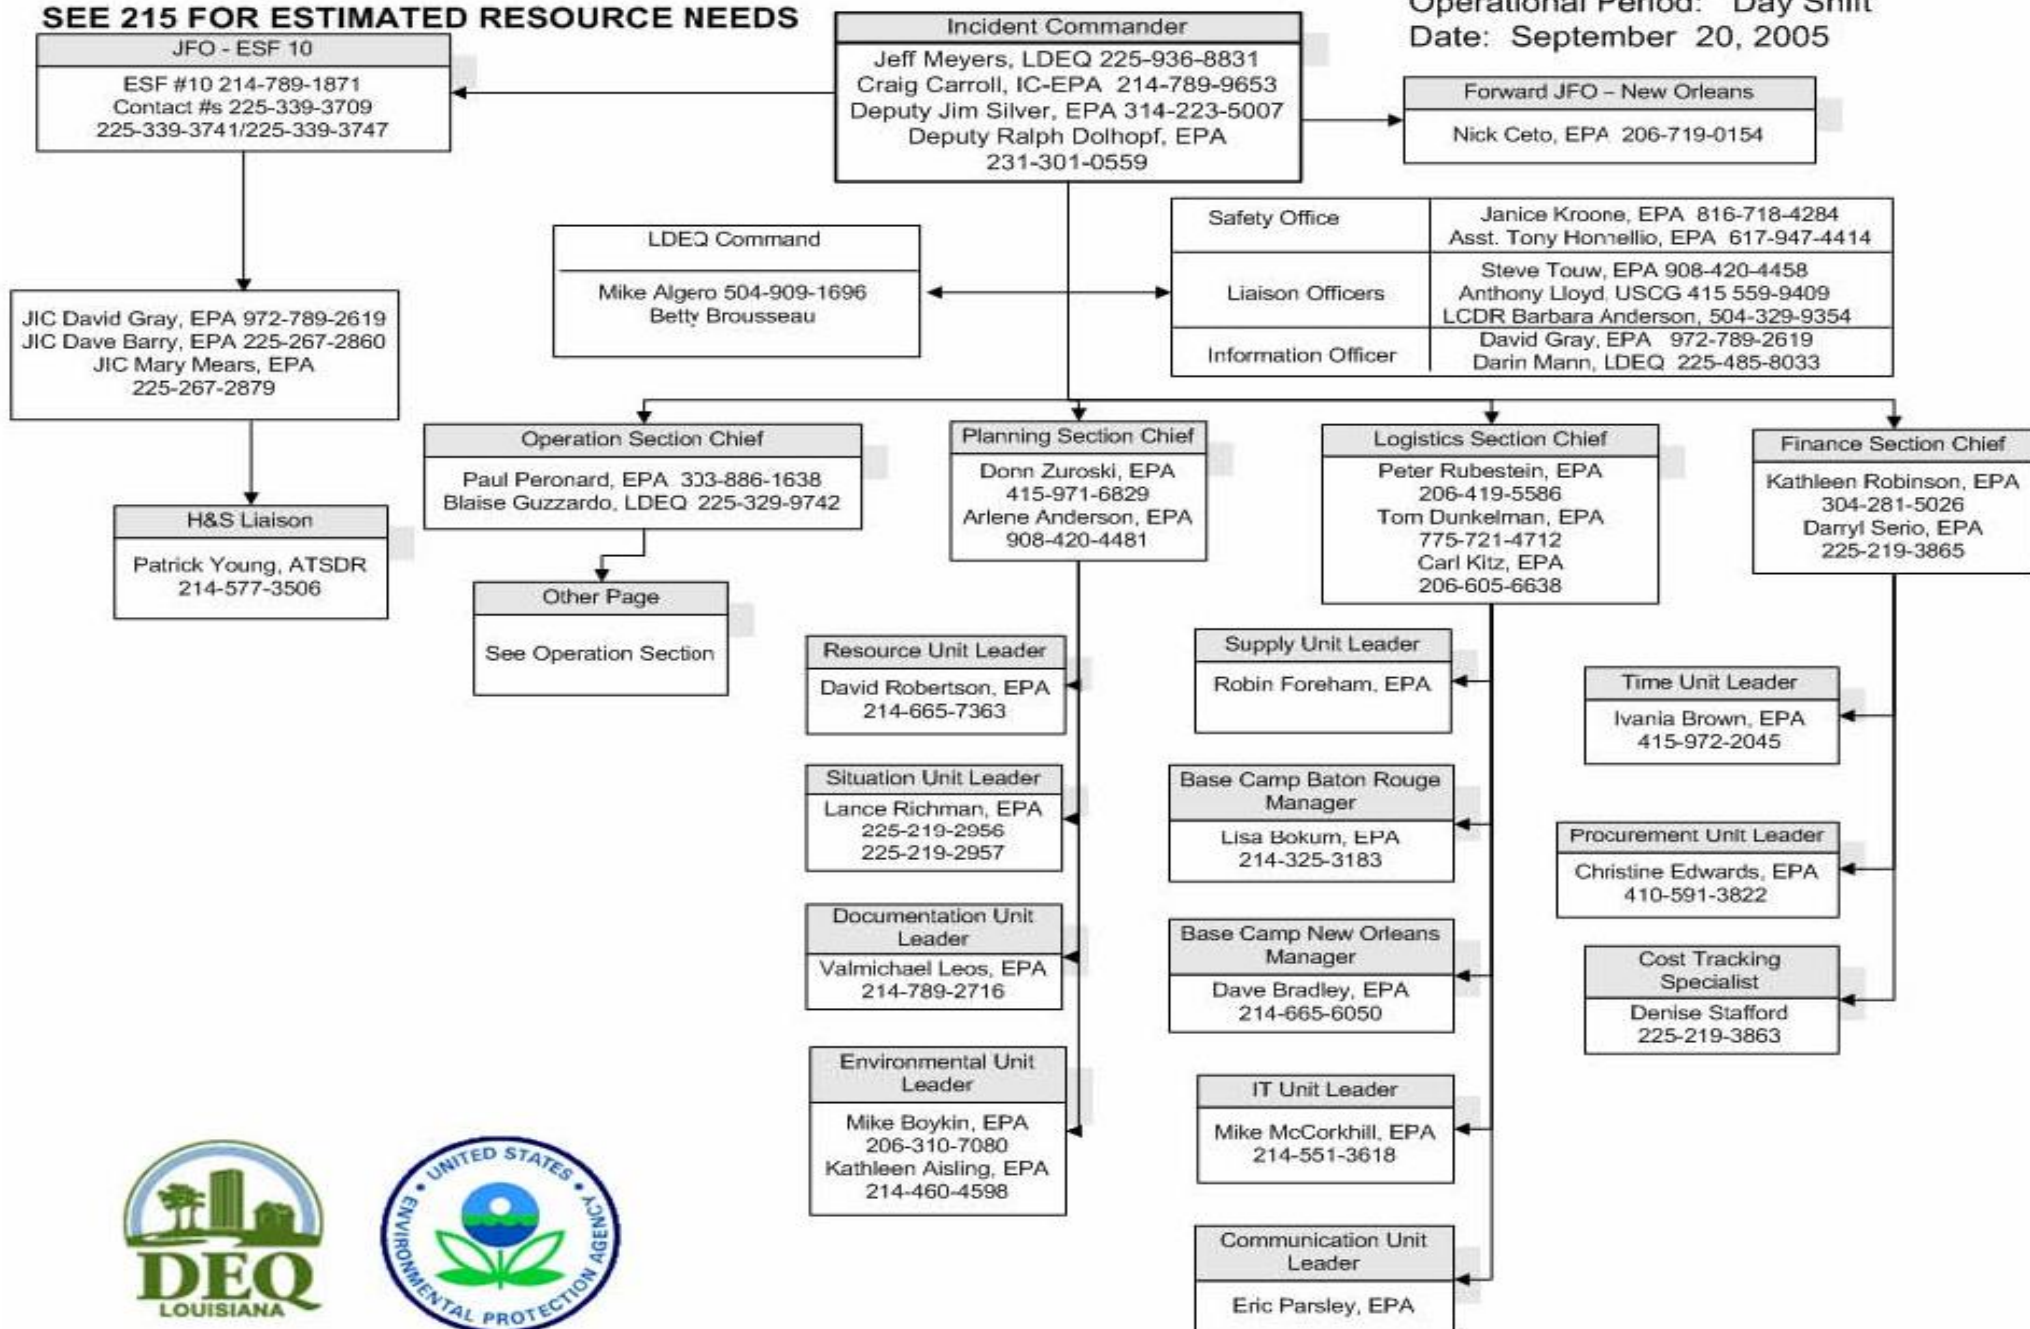 SEE 215 FOR ESTIMATED RESOURCE NEEDS
Operational Period: Day Shift
Date: September 20, 2005
JFO - ESF 10
ESF #10 214-789-1871
Contact #s 225-339-3709
225-339-3741/225-339-3747
Incident Commander
Jeff Meyers, LDEQ 225-936-8831
Craig Carroll, IC-EPA 214-789-9653
Deputy Jim Silver, EPA 314-223-5007
Deputy Ralph Dolhopf, EPA
231-301-0559
Forward JFO – New Orleans
Nick Ceto, EPA 206-719-0154
LDEQ Command
Mike Algero 504-909-1696
Betty Brousseau
Safety Office
Janice Kroone, EPA 816-718-4284
Asst. Tony Homellio, EPA 617-947-4414
Liaison Officers
Steve Touw, EPA 908-420-4458
Anthony Lloyd, USCG 415 559-9409
LCDR Barbara Anderson, 504-329-9354
Information Officer
David Gray, EPA 972-789-2619
Darin Mann, LDEQ 225-485-8033
JIC David Gray, EPA 972-789-2619
JIC Dave Barry, EPA 225-267-2860
JIC Mary Mears, EPA
225-267-2879
H&S Liaison
Patrick Young, ATSDR
214-577-3506
Operation Section Chief
Paul Peronard, EPA 303-886-1638
Blaise Guzzardo, LDEQ 225-329-9742
Other Page
See Operation Section
Planning Section Chief
Donn Zuroski, EPA
415-971-6829
Arlene Anderson, EPA
908-420-4481
Resource Unit Leader
David Robertson, EPA
214-665-7363
Situation Unit Leader
Lance Richman, EPA
225-219-2956
225-219-2957
Documentation Unit
Leader
Valmichael Leos, EPA
214-789-2716
Environmental Unit
Leader
Mike Boykin, EPA
206-310-7080
Kathleen Aisling, EPA
214-460-4598
Logistics Section Chief
Peter Rubestein, EPA
206-419-5586
Tom Dunkelman, EPA
775-721-4712
Carl Kitz, EPA
206-605-6638
Supply Unit Leader
Robin Foreham, EPA
Base Camp Baton Rouge
Manager
Lisa Bokum, EPA
214-325-3183
Base Camp New Orleans
Manager
Dave Bradley, EPA
214-665-6050
IT Unit Leader
Mike McCorkhill, EPA
214-551-3618
Communication Unit
Leader
Eric Parsley, EPA
Finance Section Chief
Kathleen Robinson, EPA
304-281-5026
Darryl Serio, EPA
225-219-3865
Time Unit Leader
Ivania Brown, EPA
415-972-2045
Procurement Unit Leader
Christine Edwards, EPA
410-591-3822
Cost Tracking
Specialist
Denise Stafford
225-219-3863
DEQ
LOUISIANA
UNITED STATES
ENVIRONMENTAL PROTECTION AGENCY